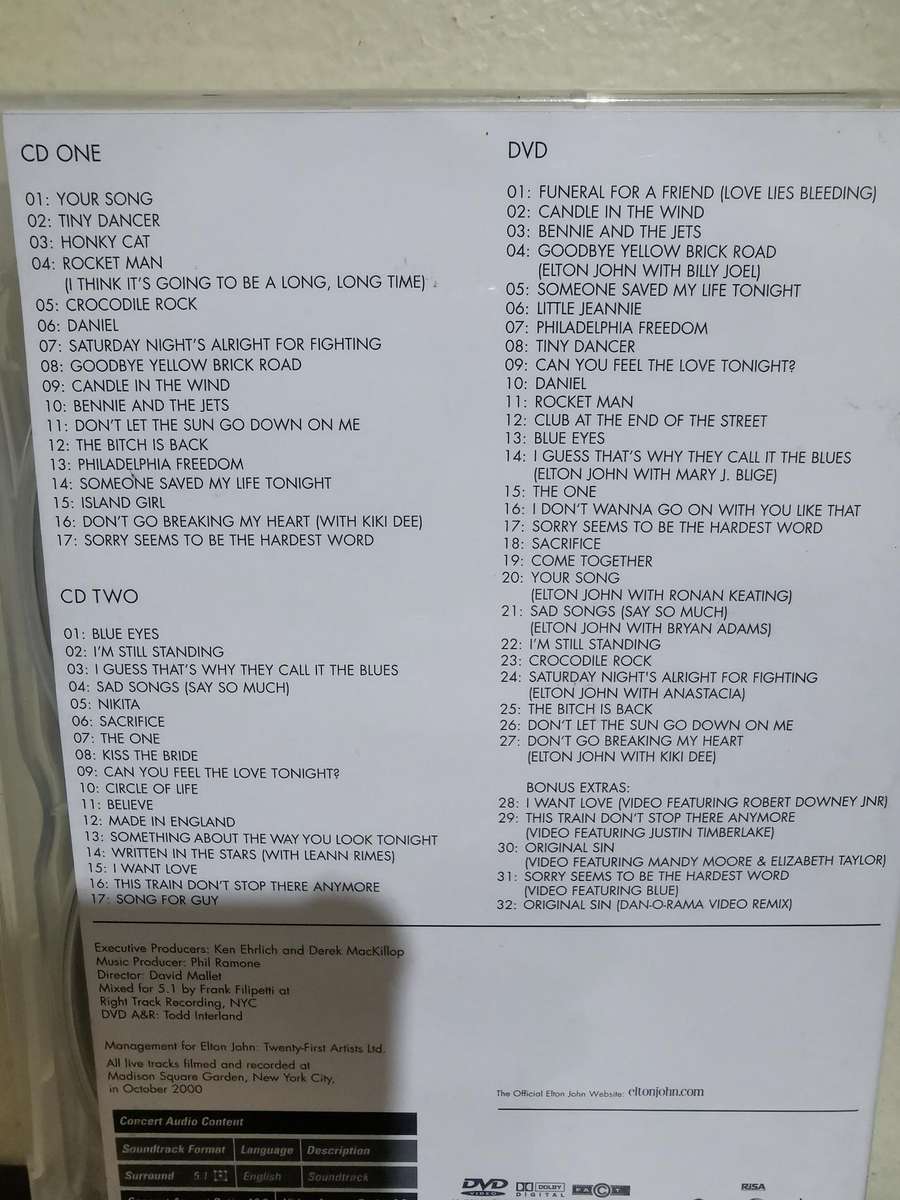 CD ONE
01: YOUR SONG
02: TINY DANCER
03: HONKY CAT
04: ROCKET MAN
(I THINK IT'S GOING TO BE A LONG, LONG TIME)
05: CROCODILE ROCK
06: DANIEL
07: SATURDAY NIGHT'S ALRIGHT FOR FIGHTING
08: GOODBYE YELLOW BRICK ROAD
09: CANDLE IN THE WIND
10: BENNIE AND THE JETS
11: DON'T LET THE SUN GO DOWN ON ME
12: THE BITCH IS BACK
13: PHILADELPHIA FREEDOM
14: SOMEONE SAVED MY LIFE TONIGHT
15: ISLAND GIRL
16: DON'T GO BREAKING MY HEART (WITH KIKI DEE)
17: SORRY SEEMS TO BE THE HARDEST WORD
CD TWO
01: BLUE EYES
02: I'M STILL STANDING
03: I GUESS THAT'S WHY THEY CALL IT THE BLUES
04: SAD SONGS (SAY SO MUCH)
05: NIKITA
06: SACRIFICE
07: THE ONE
08: KISS THE BRIDE
09: CAN YOU FEEL THE LOVE TONIGHT?
10: CIRCLE OF LIFE
11: BELIEVE
12: MADE IN ENGLAND
13: SOMETHING ABOUT THE WAY YOU LOOK TONIGHT
14: WRITTEN IN THE STARS (WITH LEANN RIMES)
15: I WANT LOVE
16: THIS TRAIN DON'T STOP THERE ANYMORE
17: SONG FOR GUY
DVD
01: FUNERAL FOR A FRIEND (LOVE LIES BLEEDING)
02: CANDLE IN THE WIND
03: BENNIE AND THE JETS
04: GOODBYE YELLOW BRICK ROAD
(ELTON JOHN WITH BILLY JOEL)
05: SOMEONE SAVED MY LIFE TONIGHT
06: LITTLE JEANNIE
07: PHILADELPHIA FREEDOM
08: TINY DANCER
09: CAN YOU FEEL THE LOVE TONIGHT?
10: DANIEL
11: ROCKET MAN
12: CLUB AT THE END OF THE STREET
13: BLUE EYES
14: I GUESS THAT'S WHY THEY CALL IT THE BLUES
(ELTON JOHN WITH MARY J. BLIGE)
15: THE ONE
16: I DON'T WANNA GO ON WITH YOU LIKE THAT
17: SORRY SEEMS TO BE THE HARDEST WORD
18: SACRIFICE
19: COME TOGETHER
20: YOUR SONG
(ELTON JOHN WITH RONAN KEATING)
21: SAD SONGS (SAY SO MUCH)
(ELTON JOHN WITH BRYAN ADAMS)
22: I'M STILL STANDING
23: CROCODILE ROCK
24: SATURDAY NIGHT'S ALRIGHT FOR FIGHTING
(ELTON JOHN WITH ANASTACIA)
25: THE BITCH IS BACK
26: DON'T LET THE SUN GO DOWN ON ME
27: DON'T GO BREAKING MY HEART
(ELTON JOHN WITH KIKI DEE)
BONUS EXTRAS:
28: I WANT LOVE (VIDEO FEATURING ROBERT DOWNEY JNR)
29: THIS TRAIN DON'T STOP THERE ANYMORE
(VIDEO FEATURING JUSTIN TIMBERLAKE)
30: ORIGINAL SIN
(VIDEO FEATURING MANDY MOORE & ELIZABETH TAYLOR)
31: SORRY SEEMS TO BE THE HARDEST WORD
(VIDEO FEATURING BLUE)
32: ORIGINAL SIN (DAN-O-RAMA VIDEO REMIX)
Executive Producers: Ken Ehrlich and Derek MacKillop
Music Producer: Phil Ramone
Director: David Mallet
Mixed for 5.1 by Frank Filipetti at
Right Track Recording, NYC
DVD A&R: Todd Interland
Management for Elton John: Twenty-First Artists Ltd.
All live tracks filmed and recorded at
Madison Square Garden, New York City,
in October 2000
The Official Elton John Website: eltonjohn.com
Concert Audio Content
Soundtrack Format Language Description
Surround 5.1 English Soundtrack
DVD VIDEO DOLBY DIGITAL RISA